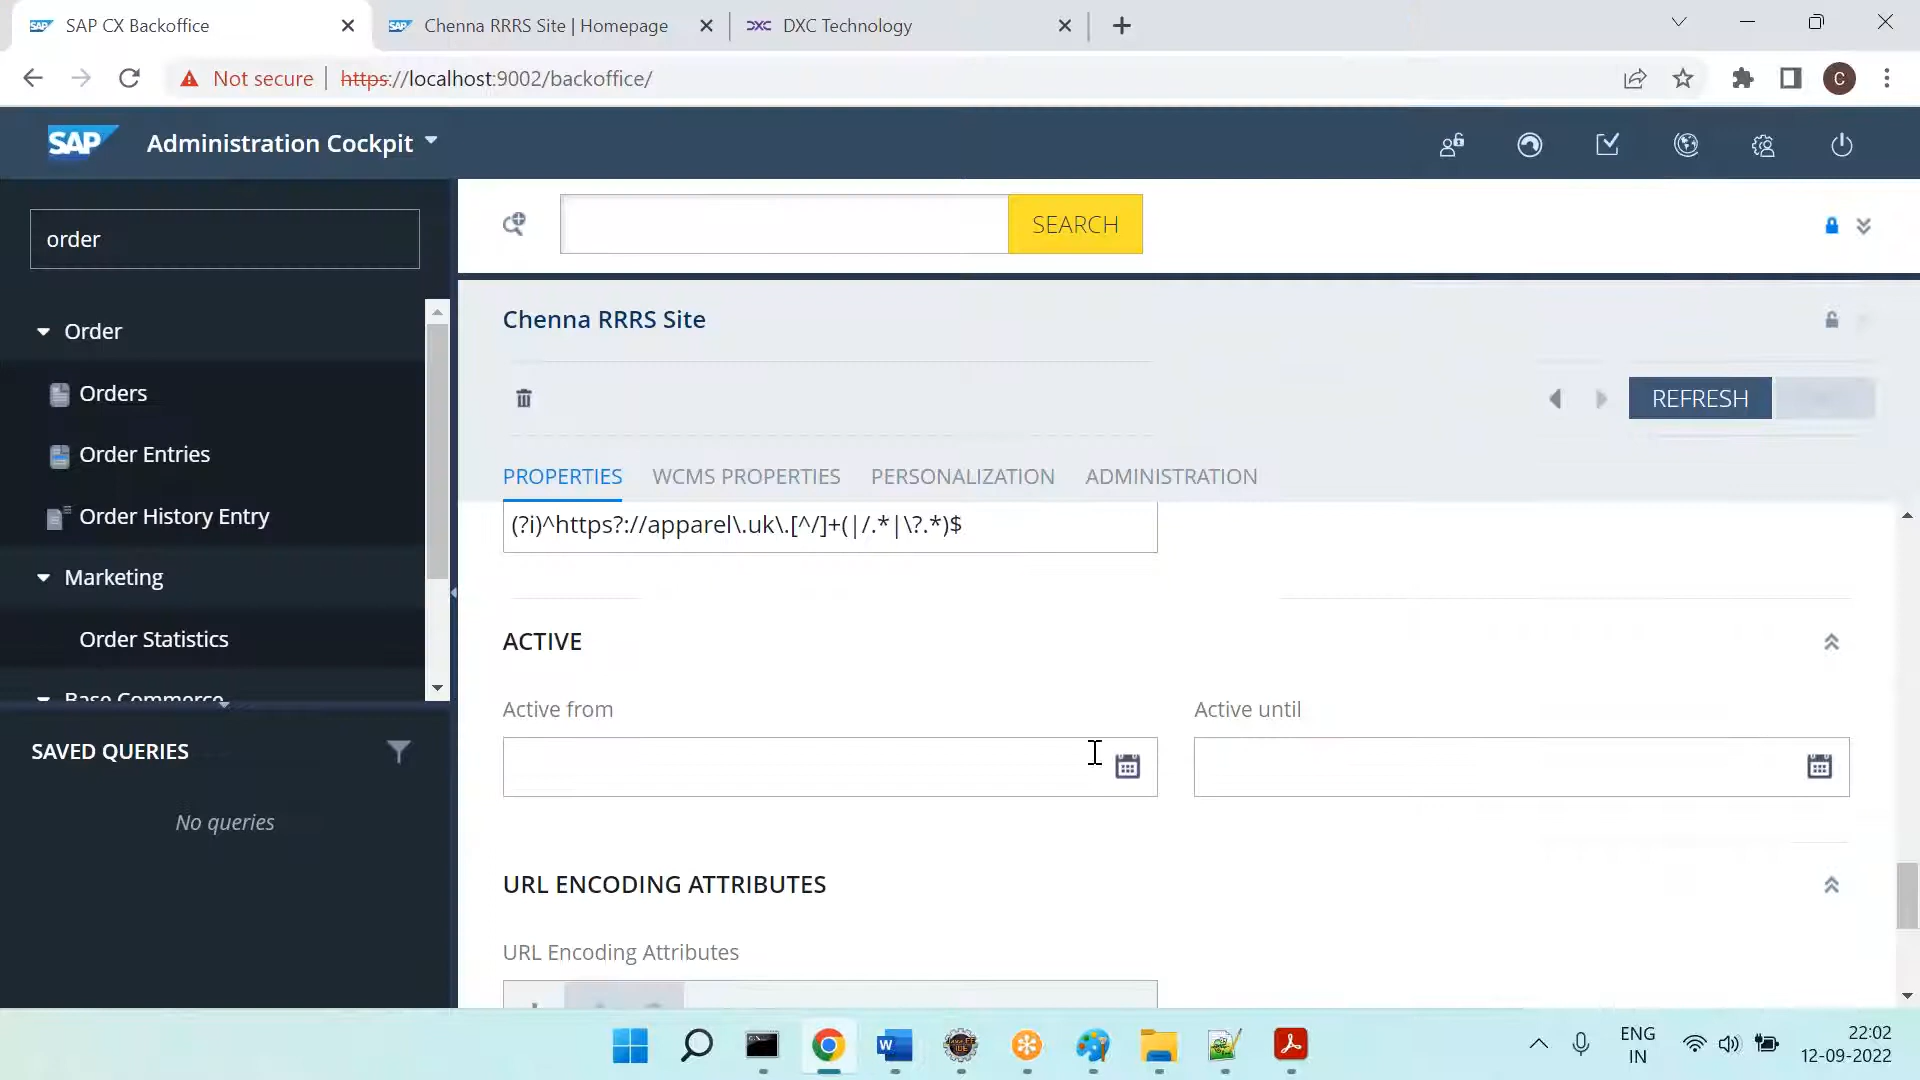 SAP CX Backoffice
Chenna RRRS Site | Homepage
DXC Technology
Not secure
https://localhost:9002/backoffice/
C
SAP Administration Cockpit
order
SEARCH
Order
Orders
Order Entries
Order History Entry
Marketing
Order Statistics
Base Commerce
SAVED QUERIES
No queries
Chenna RRRS Site
REFRESH
PROPERTIES
WCMS PROPERTIES
PERSONALIZATION
ADMINISTRATION
(?i)^https?://apparel\.uk\.[^/]+(|/.*|\?.*)$
ACTIVE
Active from
Active until
URL ENCODING ATTRIBUTES
URL Encoding Attributes
ENG
IN
22:02
12-09-2022